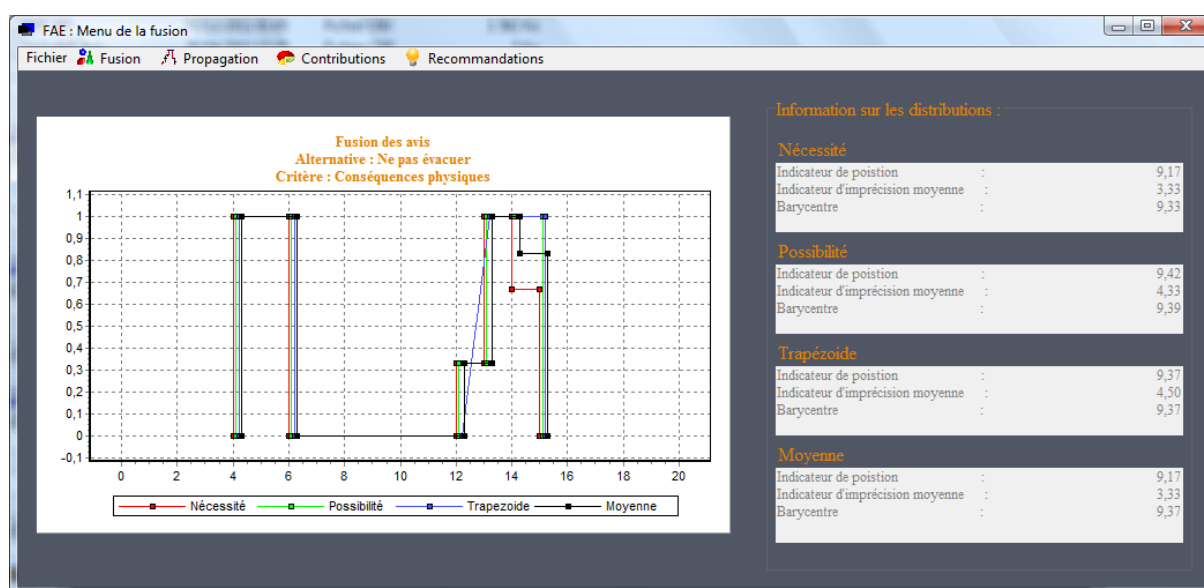 FAE : Menu de la fusion
Fichier Fusion Propagation Contributions Recommandations
Fusion des avis
Alternative : Ne pas évacuer
Critère : Conséquences physiques
1,1
1
0,9
0,8
0,7
0,6
0,5
0,4
0,3
0,2
0,1
0
-0,1
0 2 4 6 8 10 12 14 16 18 20
Nécessité Possibilité Trapezoide Moyenne
Information sur les distributions :
Nécessité
Indicateur de poistion : 9,17
Indicateur d'imprécision moyenne : 3,33
Barycentre : 9,33
Possibilité
Indicateur de poistion : 9,42
Indicateur d'imprécision moyenne : 4,33
Barycentre : 9,39
Trapézoide
Indicateur de poistion : 9,37
Indicateur d'imprécision moyenne : 4,50
Barycentre : 9,37
Moyenne
Indicateur de poistion : 9,17
Indicateur d'imprécision moyenne : 3,33
Barycentre : 9,37